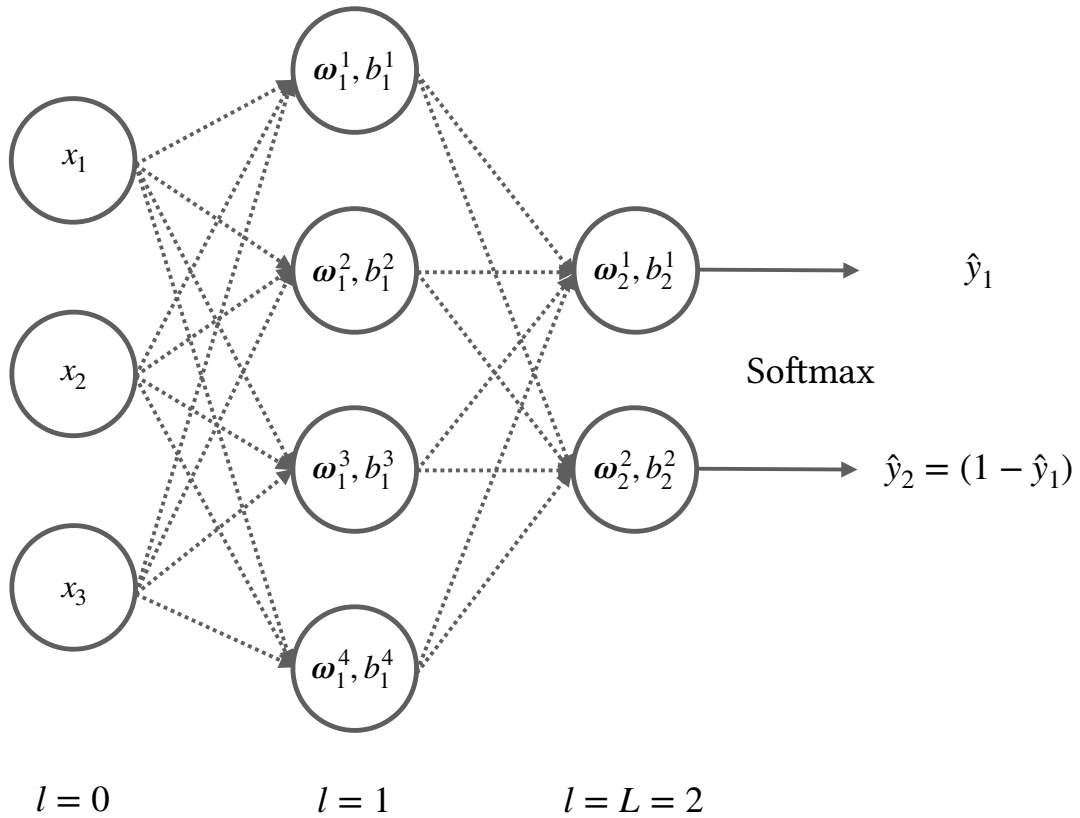 x₁
x₂
x₃
ω₁¹, b₁¹
ω₁², b₁²
ω₁³, b₁³
ω₁⁴, b₁⁴
ω₂¹, b₂¹
ω₂², b₂²
ŷ₁
Softmax
ŷ₂ = (1 − ŷ₁)
l = 0
l = 1
l = L = 2